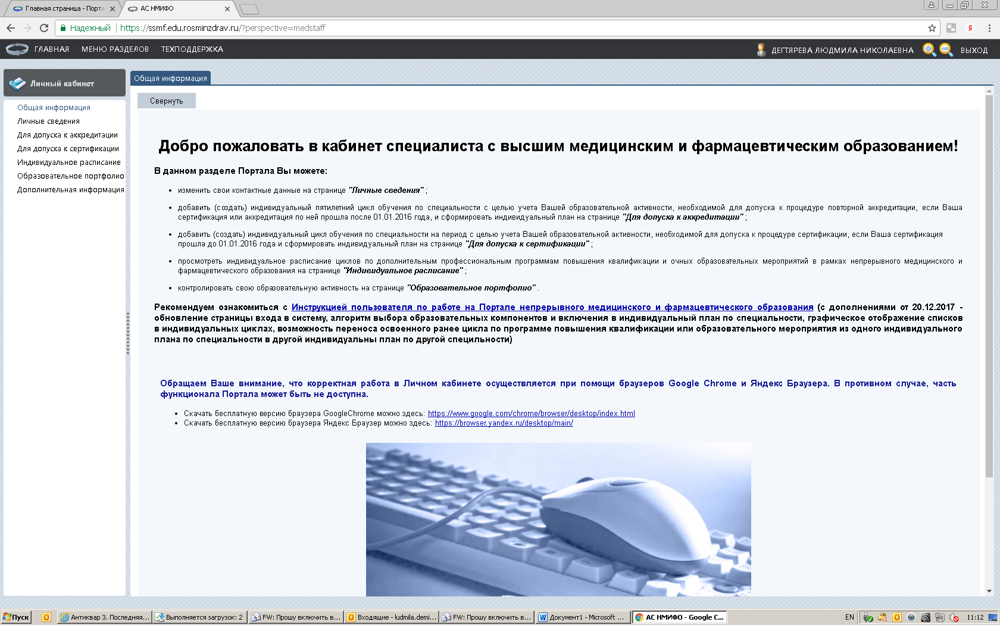 Главная страница - Порта
АС НМИФО
Надежный
https://ssmf.edu.rosminzdrav.ru/?perspective=medstaff
ГЛАВНАЯ
МЕНЮ РАЗДЕЛОВ
ТЕХПОДДЕРЖКА
ДЕГТЯРЕВА ЛЮДМИЛА НИКОЛАЕВНА
ВЫХОД
Личный кабинет
Общая информация
Личные сведения
Для допуска к аккредитации
Для допуска к сертификации
Индивидуальное расписание
Образовательное портфолио
Дополнительная информация
Общая информация
Свернуть
Добро пожаловать в кабинет специалиста с высшим медицинским и фармацевтическим образованием!
В данном разделе Портала Вы можете:
• изменить свои контактные данные на странице "Личные сведения" ;
• добавить (создать) индивидуальный пятилетний цикл обучения по специальности с целью учета Вашей образовательной активности, необходимой для допуска к процедуре повторной аккредитации, если Ваша
сертификация или аккредитация по ней прошла после 01.01.2016 года, и сформировать индивидуальный план на странице "Для допуска к аккредитации" ;
• добавить (создать) индивидуальный цикл обучения по специальности на период с целью учета Вашей образовательной активности, необходимой для допуска к процедуре сертификации, если Ваша сертификация
прошла до 01.01.2016 года и сформировать индивидуальный план на странице "Для допуска к сертификации" ;
• просмотреть индивидуальное расписание циклов по дополнительным профессиональным программам повышения квалификации и очных образовательных мероприятий в рамках непрерывного медицинского и
фармацевтического образования на странице "Индивидуальное расписание" ;
• контролировать свою образовательную активность на странице "Образовательное портфолио" .
Рекомендуем ознакомиться с Инструкцией пользователя по работе на Портале непрерывного медицинского и фармацевтического образования (с дополнениями от 20.12.2017 -
обновление страницы входа в систему, алгоритм выбора образовательных компонентов и включения в индивидуальный план по специальности, графическое отображение списков
в индивидуальных циклах, возможность переноса освоенного ранее цикла по программе повышения квалификации или образовательного мероприятия из одного индивидуального
плана по специальности в другой индивидуальны план по другой специльности)
Обращаем Ваше внимание, что корректная работа в Личном кабинете осуществляется при помощи браузеров Google Chrome и Яндекс Браузера. В противном случае, часть
функционала Портала может быть не доступна.
• Скачать бесплатную версию браузера GoogleChrome можно здесь: https://www.google.com/chrome/browser/desktop/index.html
• Скачать бесплатную версию браузера Яндекс Браузер можно здесь: https://browser.yandex.ru/desktop/main/
Пуск
Антиквар 3. Последняя...
Выполняется загрузок: 2
FW: Прошу включить в...
Входящие - ludmila.demi...
FW: Прошу включить в...
Документ1 - Microsoft ...
АС НМИФО - Google C...
EN
11:12